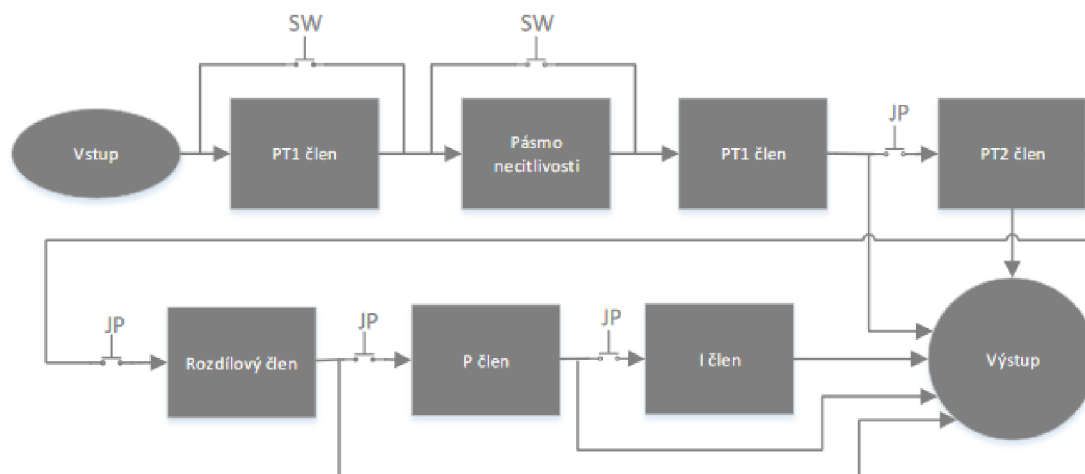 SW
SW
Vstup
PT1 člen
Pásmo
necitlivosti
PT1 člen
JP
PT2 člen
JP
Rozdílový člen
JP
P člen
JP
I člen
Výstup